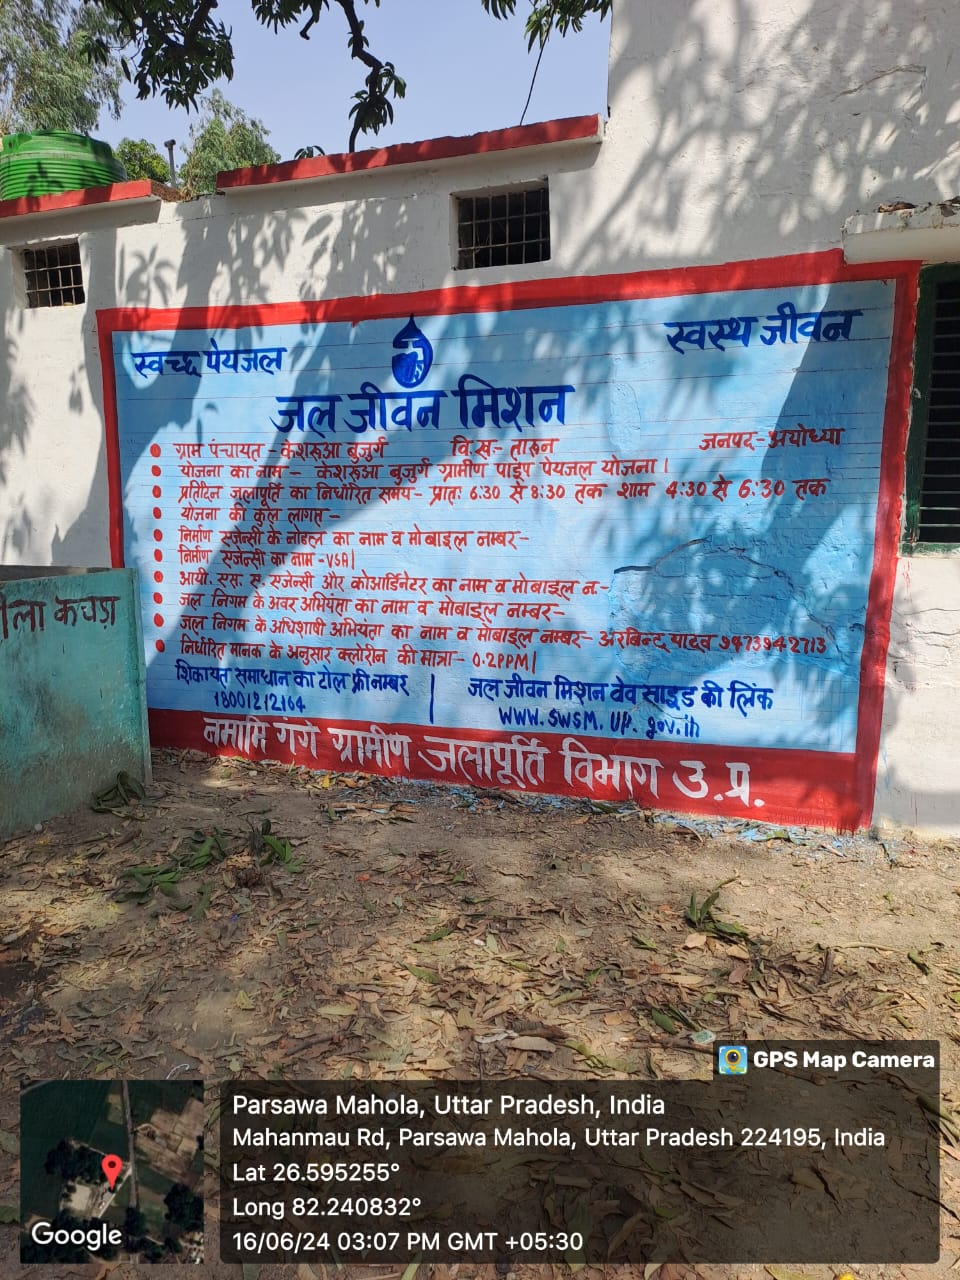 स्वच्छ पेयजल
स्वस्थ जीवन
जल जीवन मिशन
ग्राम पंचायत - केशरुआ बुजुर्ग वि.ख.- तारुन जनपद- अयोध्या
योजना का नाम- केशरुआ बुजुर्ग ग्रामीण पाइप पेयजल योजना।
प्रतिदिन जलापूर्ति का निर्धारित समय- प्रातः 6:30 से 8:30 तक शाम 4:30 से 6:30 तक
योजना की कुल लागत-
निर्माण एजेन्सी के नोडल का नाम व मोबाइल नम्बर-
निर्माण एजेन्सी का नाम -VSA|
आयी. एस. ए. एजेन्सी और कोआर्डिनेटर का नाम व मोबाइल न.-
जल निगम के अवर अभियंता का नाम व मोबाइल नम्बर-
जल निगम के अधिशाषी अभियंता का नाम व मोबाइल नम्बर- अरबिन्द यादव 9473942713
निर्धारित मानक के अनुसार क्लोरीन की मात्रा- 0.2PPM|
शिकायत समाधान का टोल फ्री नम्बर
18001212164
जल जीवन मिशन वेव साइड की लिंक
WWW. SWSM. UP. gov.in
नमामि गंगे ग्रामीण जलापूर्ति विभाग उ.प्र.
ीला कचड़ा
GPS Map Camera
Parsawa Mahola, Uttar Pradesh, India
Mahanmau Rd, Parsawa Mahola, Uttar Pradesh 224195, India
Lat 26.595255°
Long 82.240832°
16/06/24 03:07 PM GMT +05:30
Google